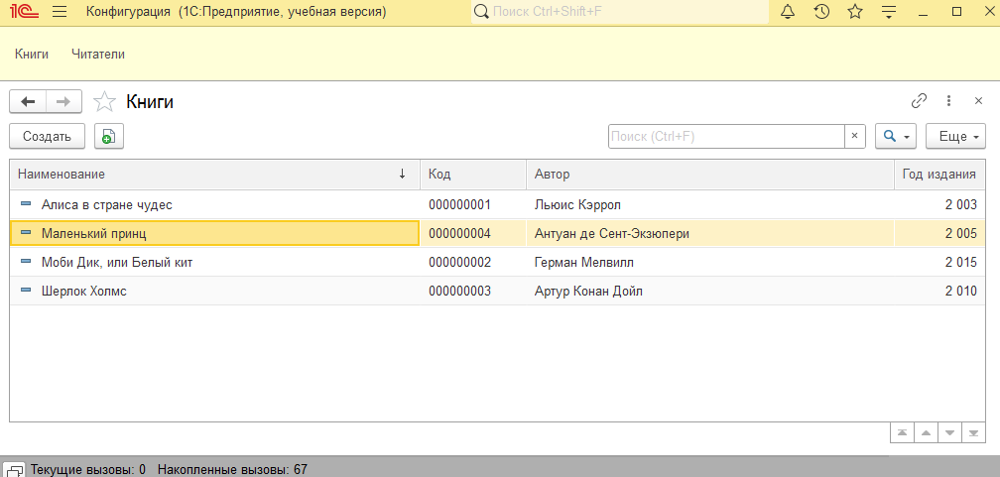 1С Конфигурация (1С:Предприятие, учебная версия) Поиск Ctrl+Shift+F
Книги Читатели
Книги
Создать Поиск (Ctrl+F) × Еще
Наименование ↓ Код Автор Год издания
Алиса в стране чудес 000000001 Льюис Кэррол 2 003
Маленький принц 000000004 Антуан де Сент-Экзюпери 2 005
Моби Дик, или Белый кит 000000002 Герман Мелвилл 2 015
Шерлок Холмс 000000003 Артур Конан Дойл 2 010
Текущие вызовы: 0 Накопленные вызовы: 67